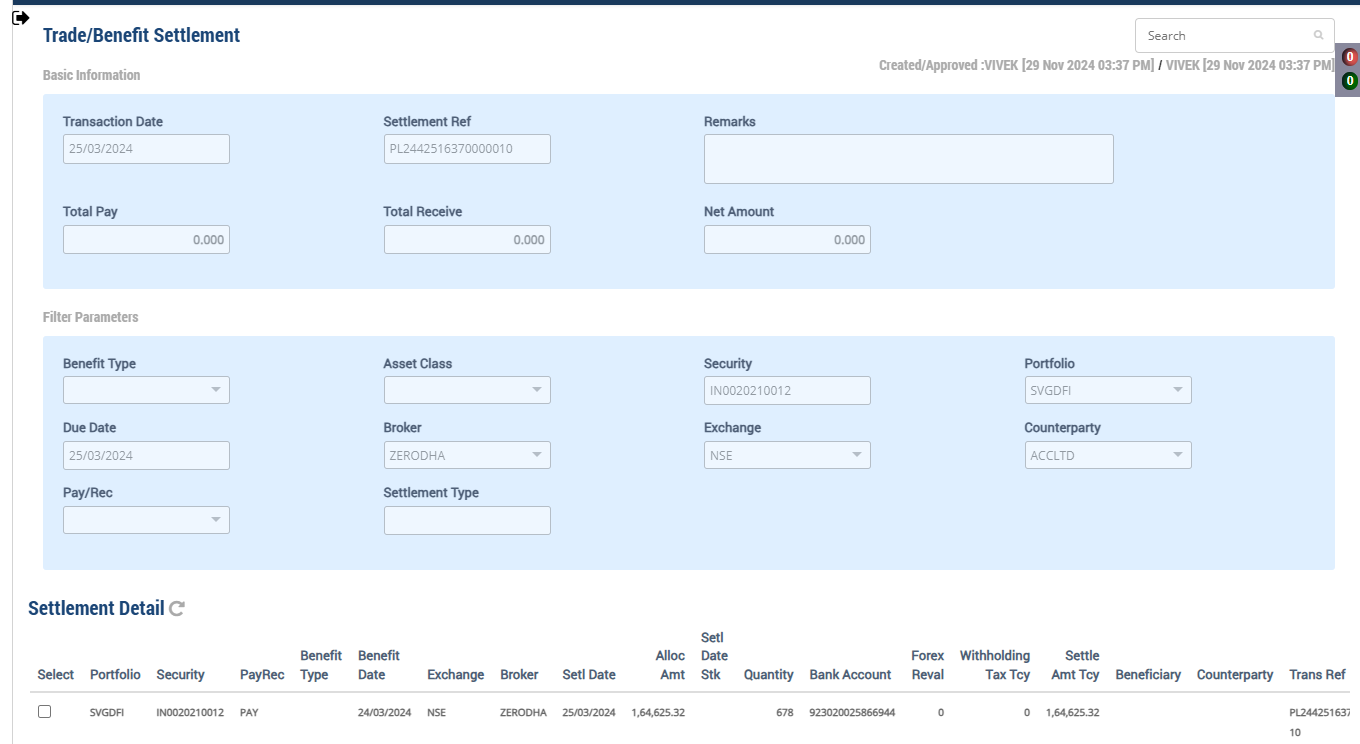 Trade/Benefit Settlement
Search
Created/Approved :VIVEK [29 Nov 2024 03:37 PM] / VIVEK [29 Nov 2024 03:37 PM]
0
0
Basic Information
Transaction Date Settlement Ref Remarks
25/03/2024 PL2442516370000010
Total Pay Total Receive Net Amount
0.000 0.000 0.000
Filter Parameters
Benefit Type Asset Class Security Portfolio
IN0020210012 SVGDFI
Due Date Broker Exchange Counterparty
25/03/2024 ZERODHA NSE ACCLTD
Pay/Rec Settlement Type
Settlement Detail
Select Portfolio Security PayRec Benefit Type Benefit Date Exchange Broker Setl Date Alloc Amt Setl Date Stk Quantity Bank Account Forex Reval Withholding Tax Tcy Settle Amt Tcy Beneficiary Counterparty Trans Ref
SVGDFI IN0020210012 PAY 24/03/2024 NSE ZERODHA 25/03/2024 1,64,625.32 678 923020025866944 0 0 1,64,625.32 PL244251637
10